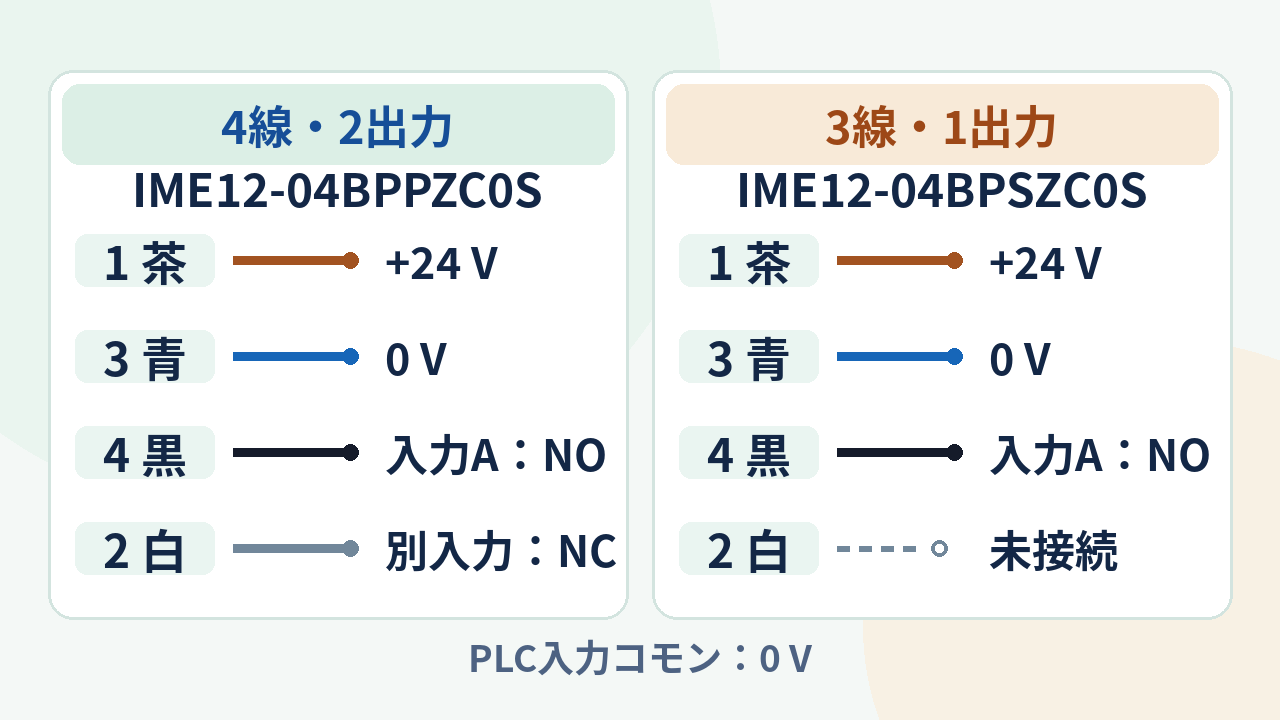 4線・2出力
IME12-04BPPZC0S
1 茶
+24 V
3 青
0 V
4 黒
入力A：NO
2 白
別入力：NC
3線・1出力
IME12-04BPSZC0S
1 茶
+24 V
3 青
0 V
4 黒
入力A：NO
2 白
未接続
PLC入力コモン：0 V